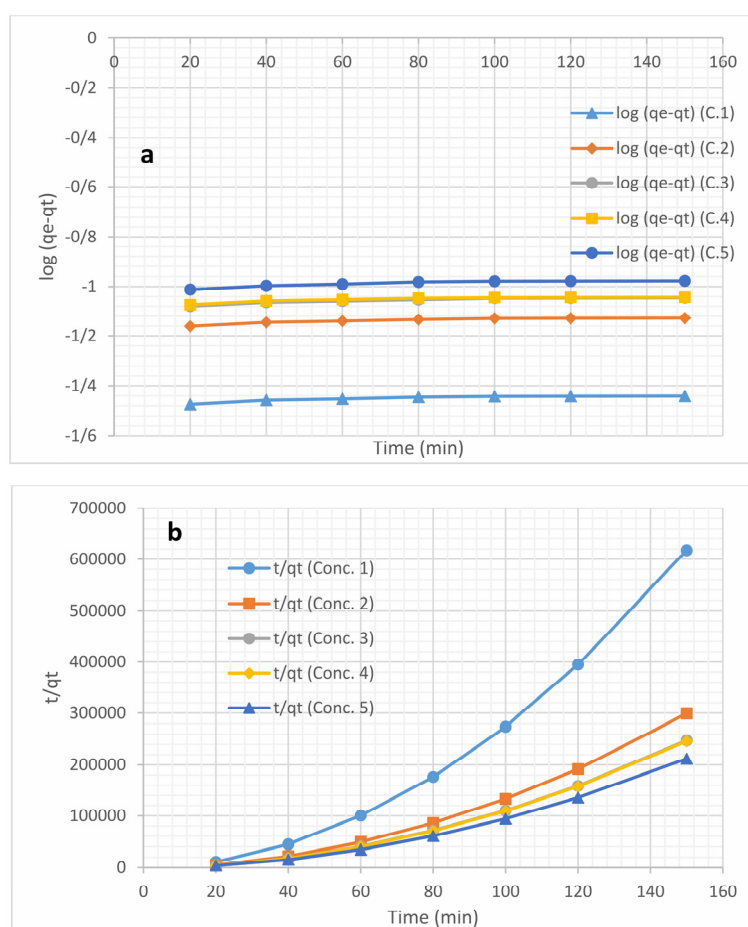 0
0 20 40 60 80 100 120 140 160
-0/2
-0/4
-0/6
-0/8
-1
-1/2
-1/4
-1/6
log (qe-qt)
a
log (qe-qt) (C.1)
log (qe-qt) (C.2)
log (qe-qt) (C.3)
log (qe-qt) (C.4)
log (qe-qt) (C.5)
Time (min)
700000
600000
500000
400000
300000
200000
100000
0
t/qt
b
t/qt (Conc. 1)
t/qt (Conc. 2)
t/qt (Conc. 3)
t/qt (Conc. 4)
t/qt (Conc. 5)
0 20 40 60 80 100 120 140 160
Time (min)